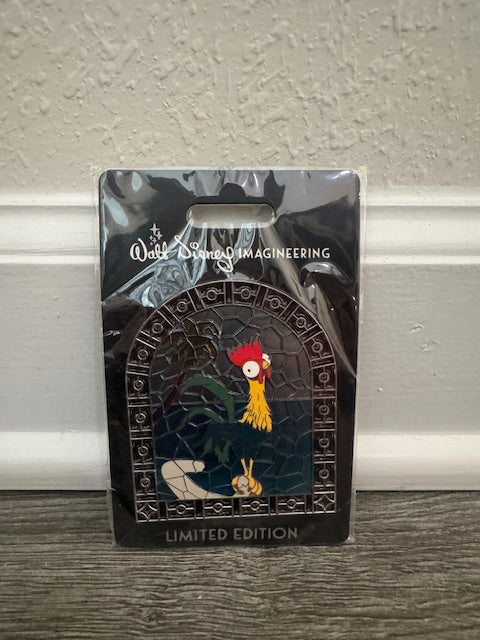 Walt Disney IMAGINEERING
LIMITED EDITION